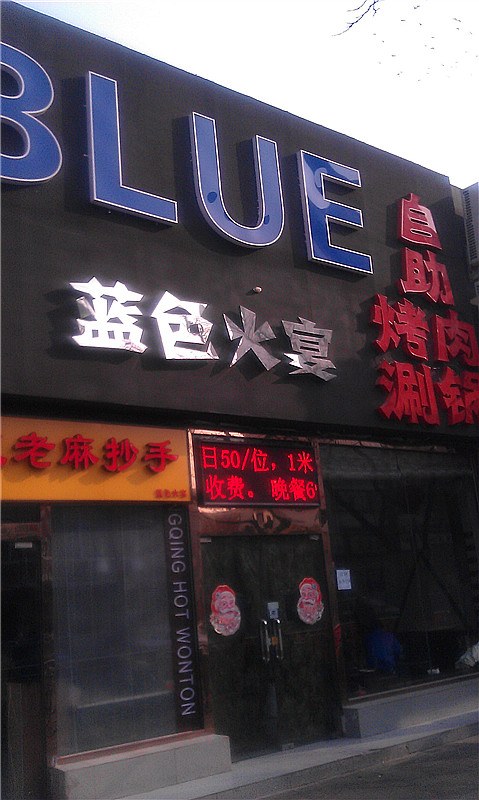 BLUE
蓝色火宴
自助
烤肉
涮锅
老麻抄手
日50/位，1米
收费。晚餐6
GQING HOT WONTON